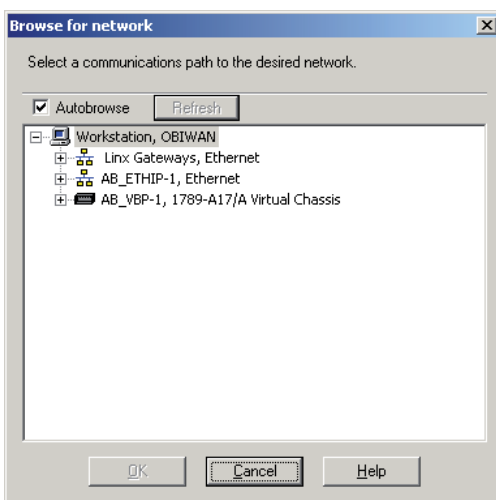 Browse for network
Select a communications path to the desired network.
Autobrowse Refresh
Workstation, OBIWAN
Linx Gateways, Ethernet
AB_ETHIP-1, Ethernet
AB_VBP-1, 1789-A17/A Virtual Chassis
OK Cancel Help